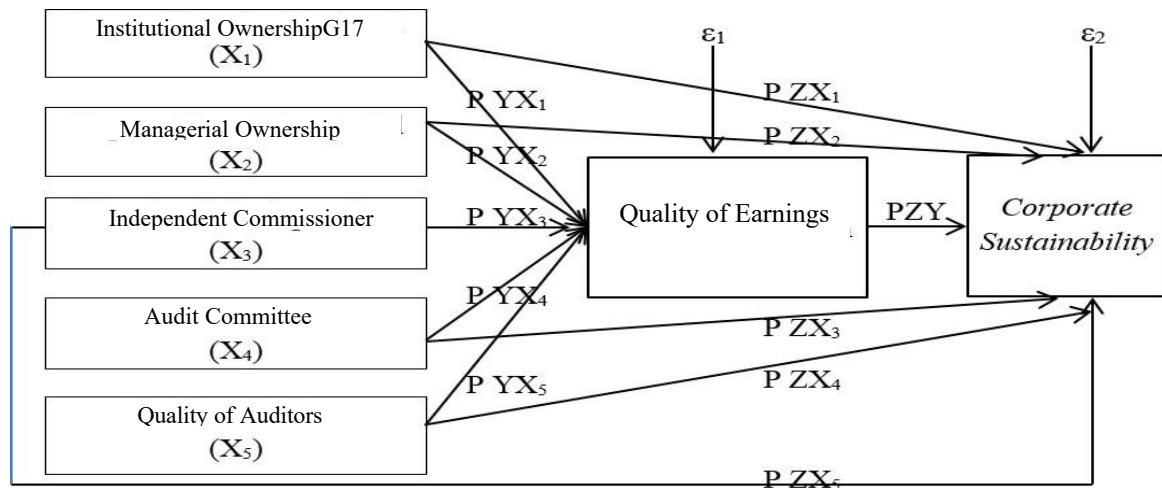 Institutional OwnershipG17
(X₁)
ε₁
ε₂
P YX₁
P ZX₁
Managerial Ownership
(X₂)
P ZX₂
P YX₂
Independent Commissioner
(X₃)
P YX₃
Quality of Earnings
PZY
Corporate
Sustainability
Audit Committee
(X₄)
P YX₄
P ZX₃
Quality of Auditors
(X₅)
P YX₅
P ZX₄
P ZX₅